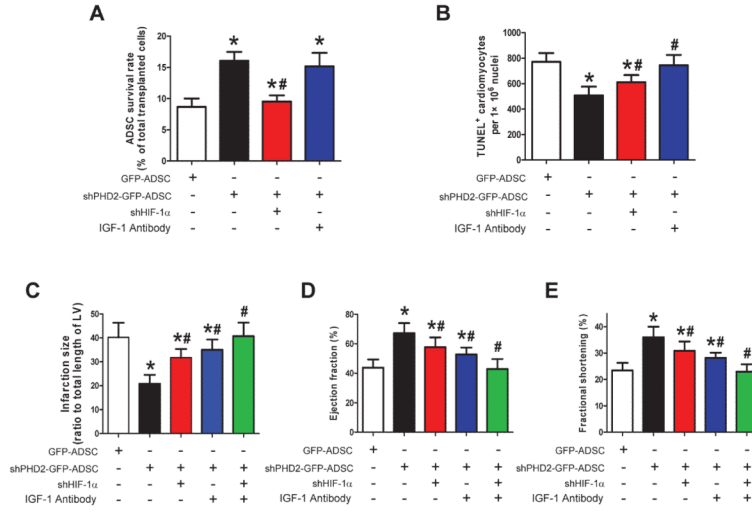 A
ADSC survival rate
(% of total transplanted cells)
20
15
10
5
0
*
*#
*
GFP-ADSC + - - -
shPHD2-GFP-ADSC - + + +
shHIF-1α - - + -
IGF-1 Antibody - - - +
B
TUNEL+ cardiomyocytes
per 1× 10⁶ nuclei
1000
800
600
400
200
0
*
*#
#
GFP-ADSC + - - -
shPHD2-GFP-ADSC - + + +
shHIF-1α - - + -
IGF-1 Antibody - - - +
C
Infarction size
(ratio to total length of LV)
50
40
30
20
10
0
*
*#
*#
#
GFP-ADSC + - - - -
shPHD2-GFP-ADSC - + + + +
shHIF-1α - - + - +
IGF-1 Antibody - - - + +
D
Ejection fraction (%)
80
60
40
20
0
*
*#
*#
#
GFP-ADSC + - - - -
shPHD2-GFP-ADSC - + + + +
shHIF-1α - - + - +
IGF-1 Antibody - - - + +
E
Fractional shortening (%)
40
30
20
10
0
*
*#
*#
#
GFP-ADSC + - - - -
shPHD2-GFP-ADSC - + + + +
shHIF-1α - - + - +
IGF-1 Antibody - - - + +